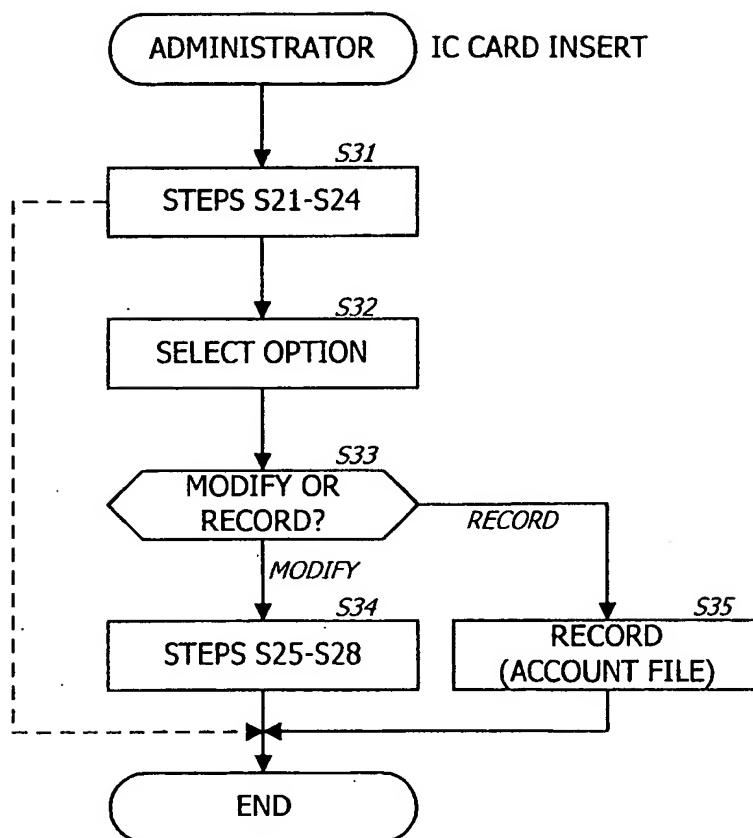 ADMINISTRATOR IC CARD INSERT
S31
STEPS S21-S24
S32
SELECT OPTION
S33
MODIFY OR
RECORD?
RECORD
MODIFY
S34
STEPS S25-S28
S35
RECORD
(ACCOUNT FILE)
END